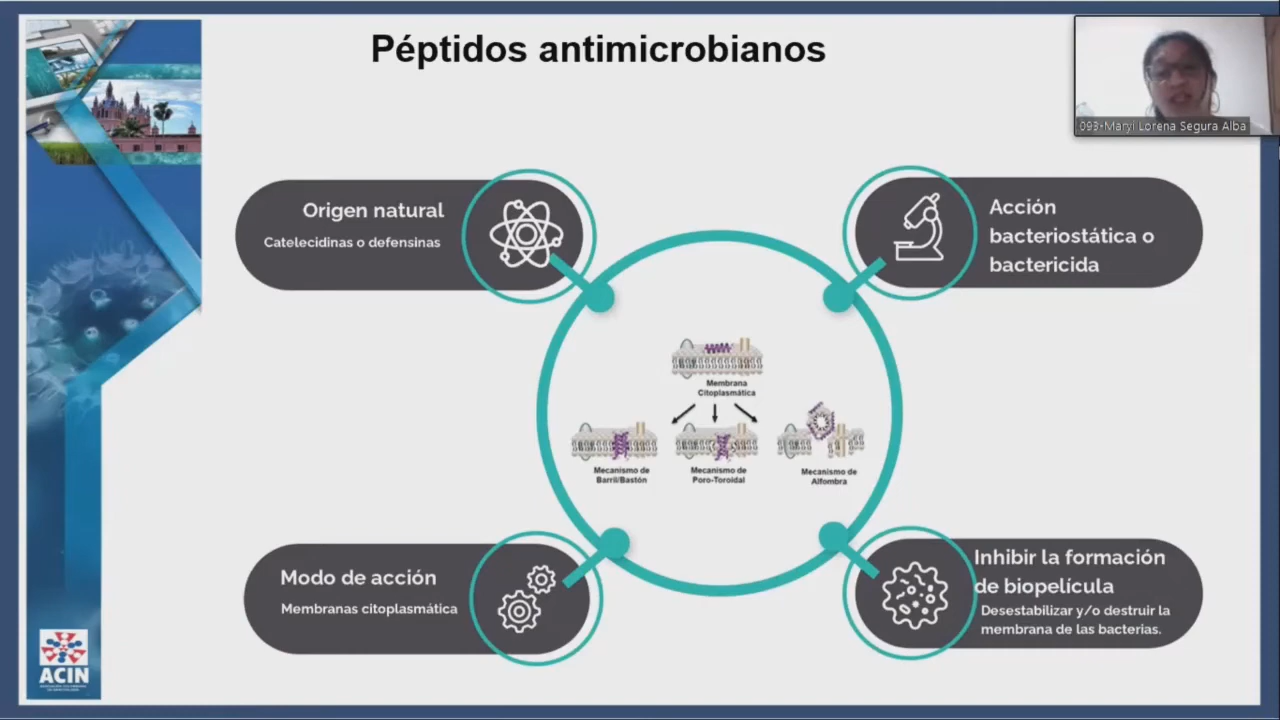 Péptidos antimicrobianos
093-Maryi Lorena Segura Alba
Origen natural
Catelecidinas o defensinas
Acción
bacteriostática o
bactericida
Membrana
Citoplasmática
Mecanismo de
Barril/Bastón
Mecanismo de
Poro-Toroidal
Mecanismo de
Alfombra
Modo de acción
Membranas citoplasmática
Inhibir la formación
de biopelícula
Desestabilizar y/o destruir la
membrana de las bacterias.
ACIN